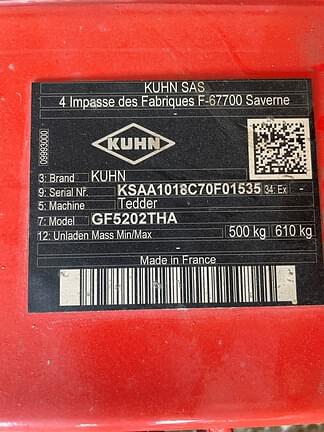 KUHN SAS
4 Impasse des Fabriques F-67700 Saverne
KUHN
09993000
3: Brand KUHN
9: Serial Nr. KSAA1018C70F01535 34: Ex -
5: Machine Tedder
7: Model GF5202THA
12: Unladen Mass Min/Max 500 kg 610 kg
Made in France